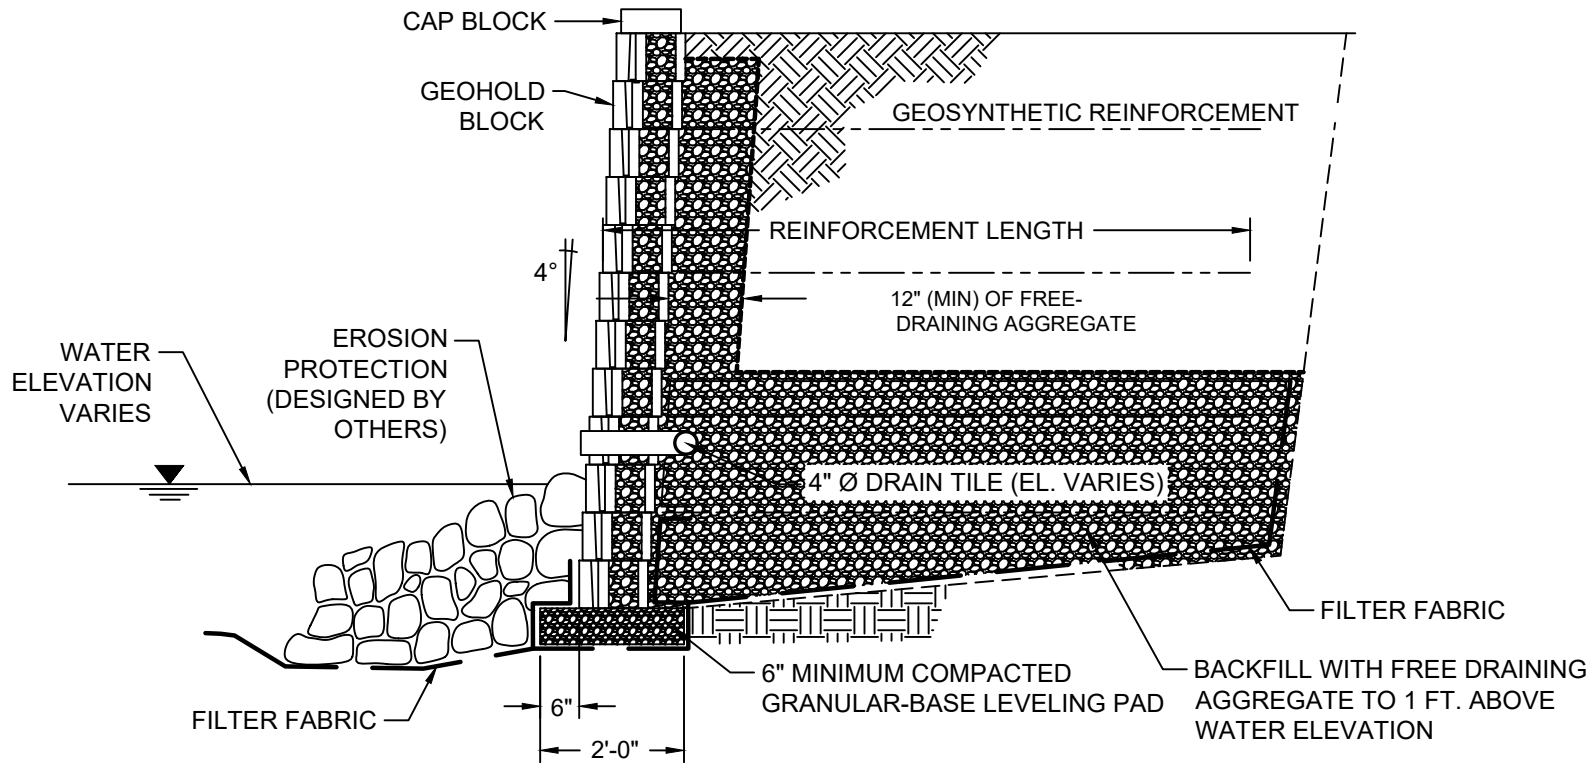 CAP BLOCK
GEOHOLD
BLOCK
GEOSYNTHETIC REINFORCEMENT
REINFORCEMENT LENGTH
4°
12" (MIN) OF FREE-
DRAINING AGGREGATE
EROSION
PROTECTION
(DESIGNED BY
OTHERS)
WATER
ELEVATION
VARIES
4" Ø DRAIN TILE (EL. VARIES)
FILTER FABRIC
6" MINIMUM COMPACTED
GRANULAR-BASE LEVELING PAD
BACKFILL WITH FREE DRAINING
AGGREGATE TO 1 FT. ABOVE
WATER ELEVATION
FILTER FABRIC
6"
2'-0"